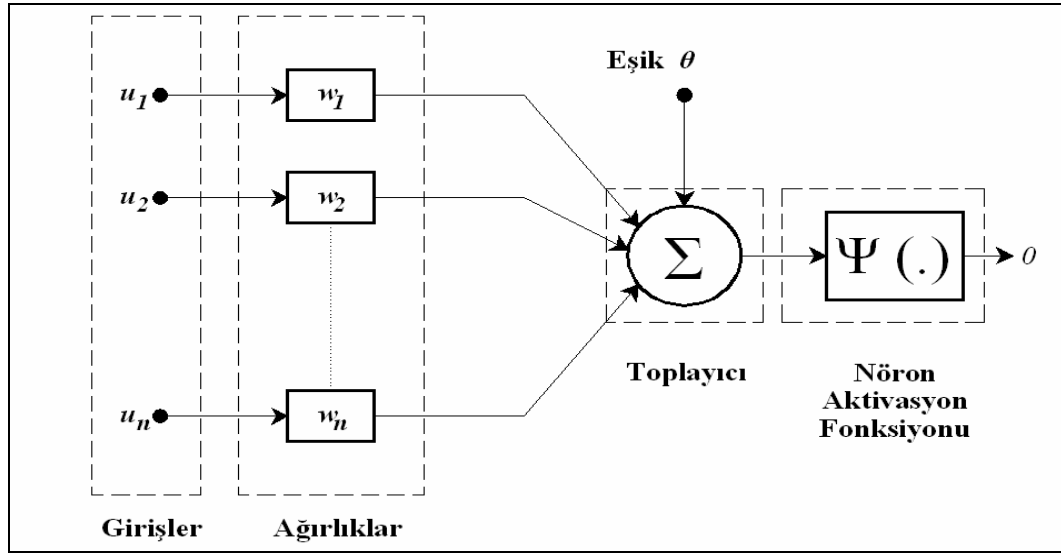 Eşik θ
u1
w1
u2
w2
Σ
Ψ (.)
o
un
wn
Toplayıcı
Nöron
Aktivasyon
Fonksiyonu
Girişler
Ağırlıklar